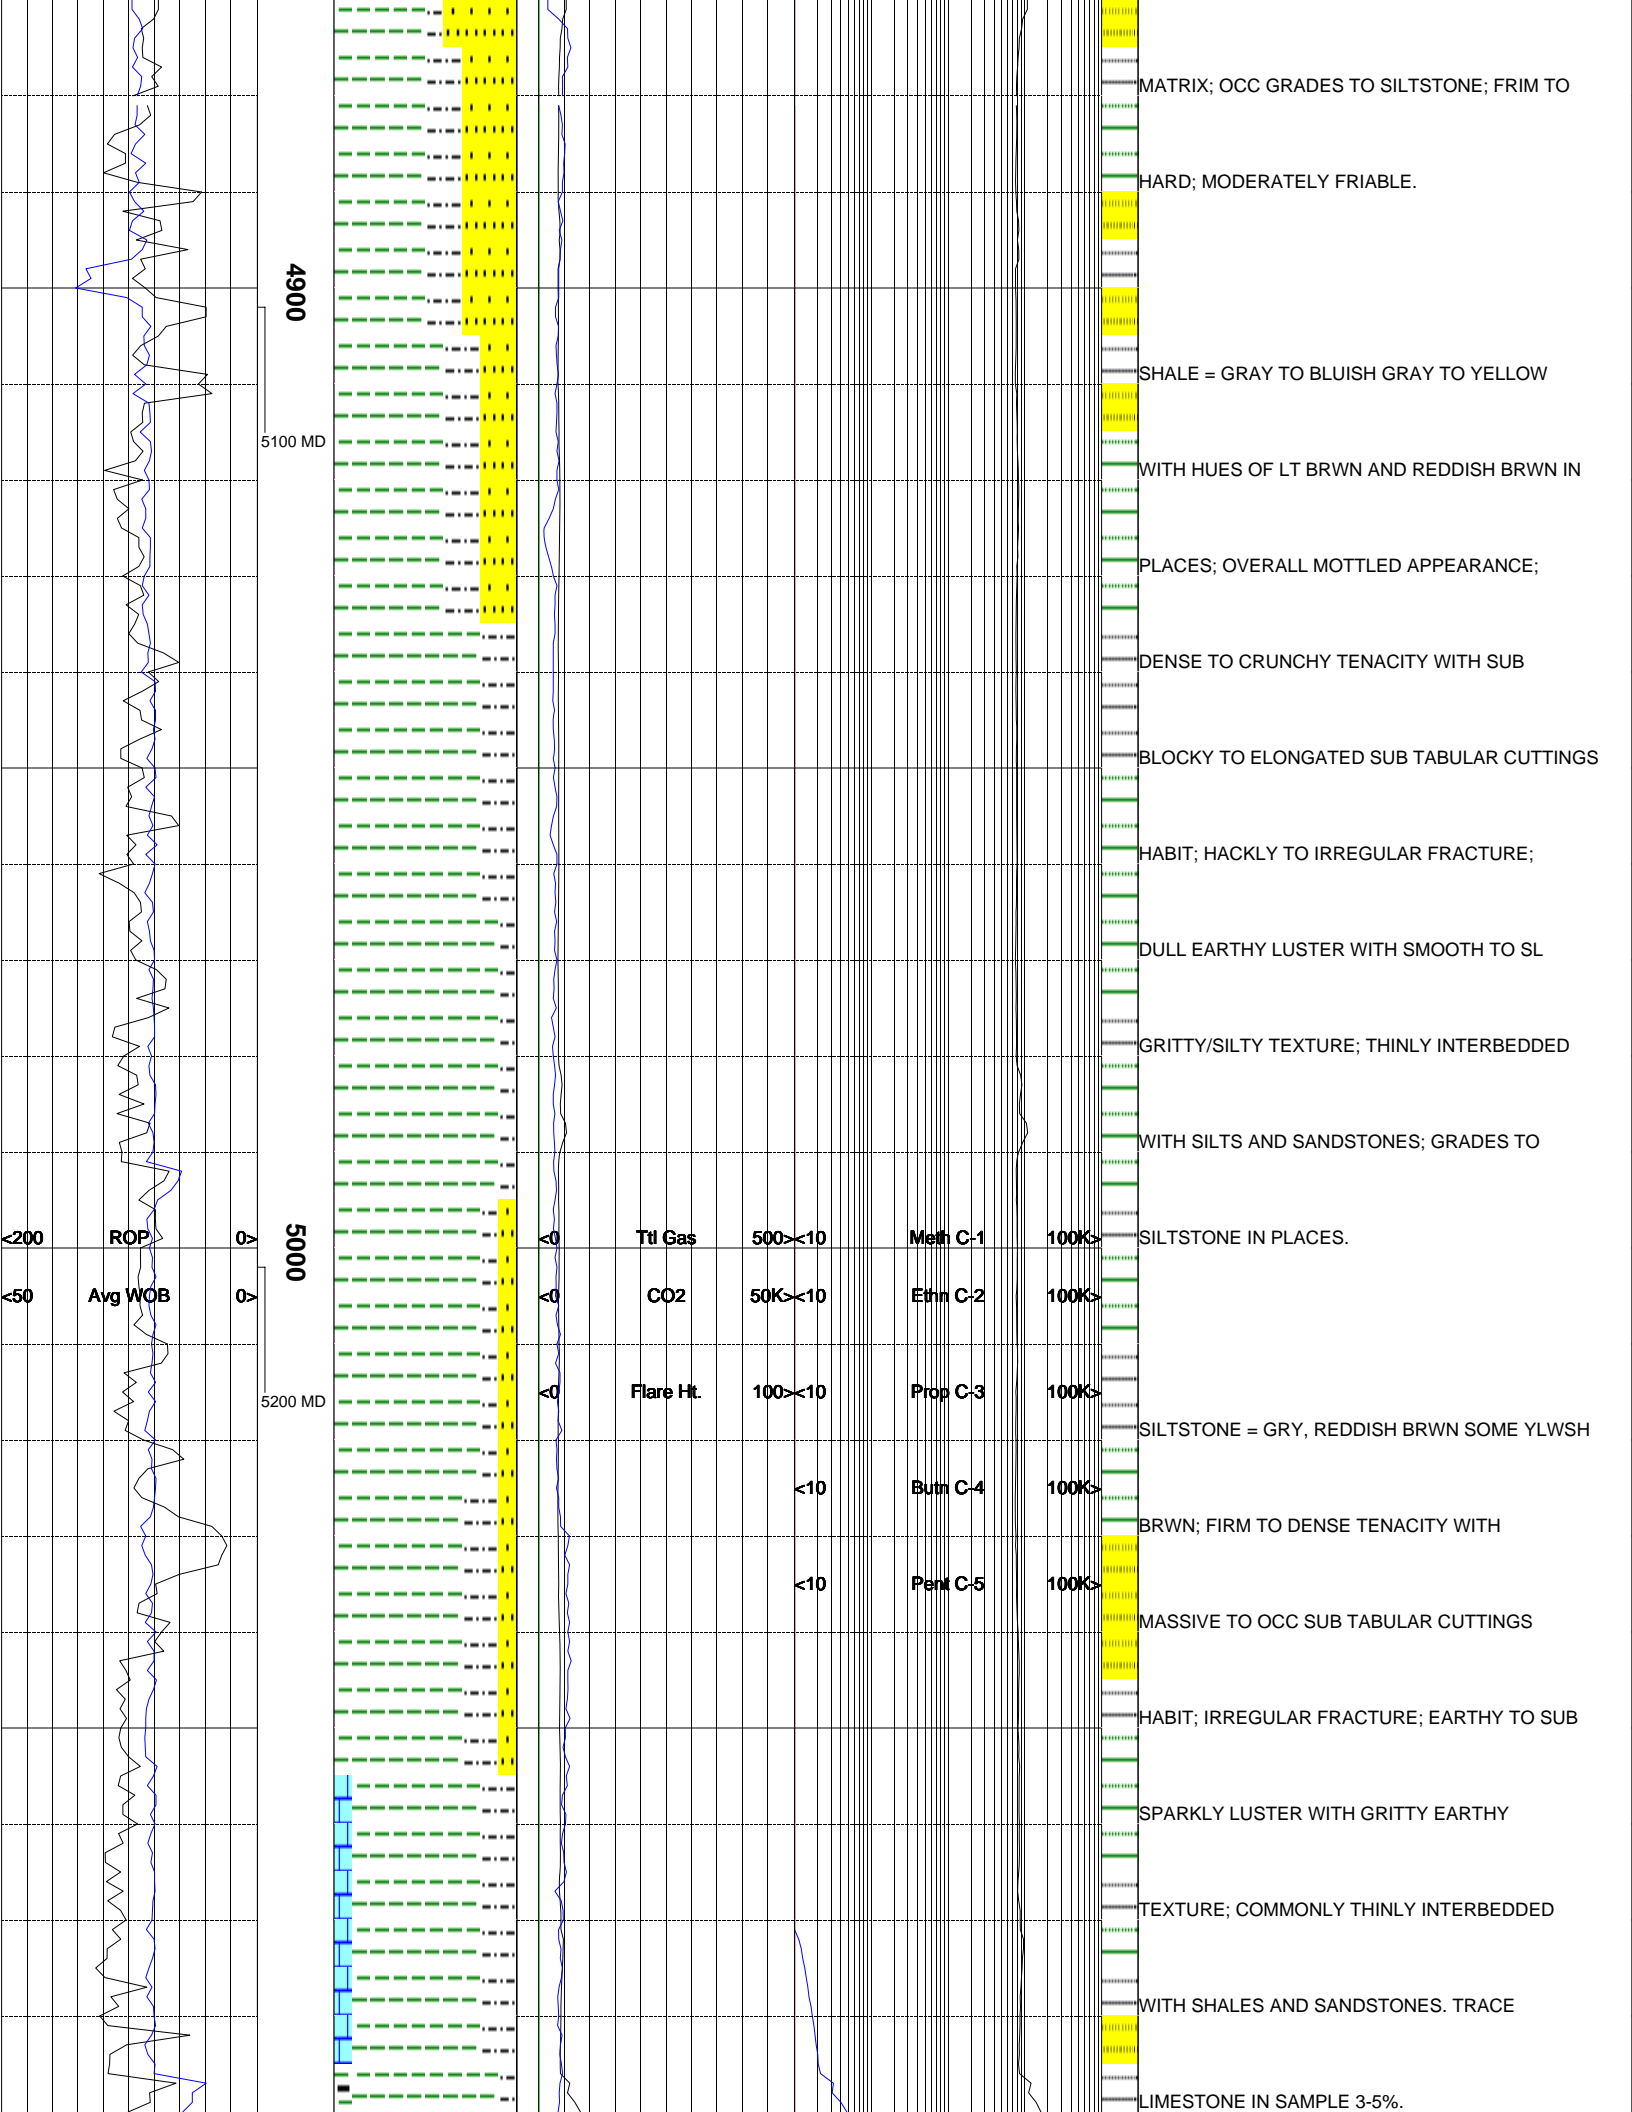 MATRIX; OCC GRADES TO SILTSTONE; FRIM TO
HARD; MODERATELY FRIABLE.
4900
SHALE = GRAY TO BLUISH GRAY TO YELLOW
5100 MD
WITH HUES OF LT BRWN AND REDDISH BRWN IN
PLACES; OVERALL MOTTLED APPEARANCE;
DENSE TO CRUNCHY TENACITY WITH SUB
BLOCKY TO ELONGATED SUB TABULAR CUTTINGS
HABIT; HACKLY TO IRREGULAR FRACTURE;
DULL EARTHY LUSTER WITH SMOOTH TO SL
GRITTY/SILTY TEXTURE; THINLY INTERBEDDED
WITH SILTS AND SANDSTONES; GRADES TO
<200 ROP 0> 5000 <0 Ttl Gas 500> <10 Meth C-1 100K> SILTSTONE IN PLACES.
<50 Avg WOB 0> <0 CO2 50K> <10 Ethn C-2 100K>
5200 MD <0 Flare Ht. 100> <10 Prop C-3 100K>
SILTSTONE = GRY, REDDISH BRWN SOME YLWSH
<10 Butn C-4 100K>
BRWN; FIRM TO DENSE TENACITY WITH
<10 Pent C-5 100K>
MASSIVE TO OCC SUB TABULAR CUTTINGS
HABIT; IRREGULAR FRACTURE; EARTHY TO SUB
SPARKLY LUSTER WITH GRITTY EARTHY
TEXTURE; COMMONLY THINLY INTERBEDDED
WITH SHALES AND SANDSTONES. TRACE
LIMESTONE IN SAMPLE 3-5%.